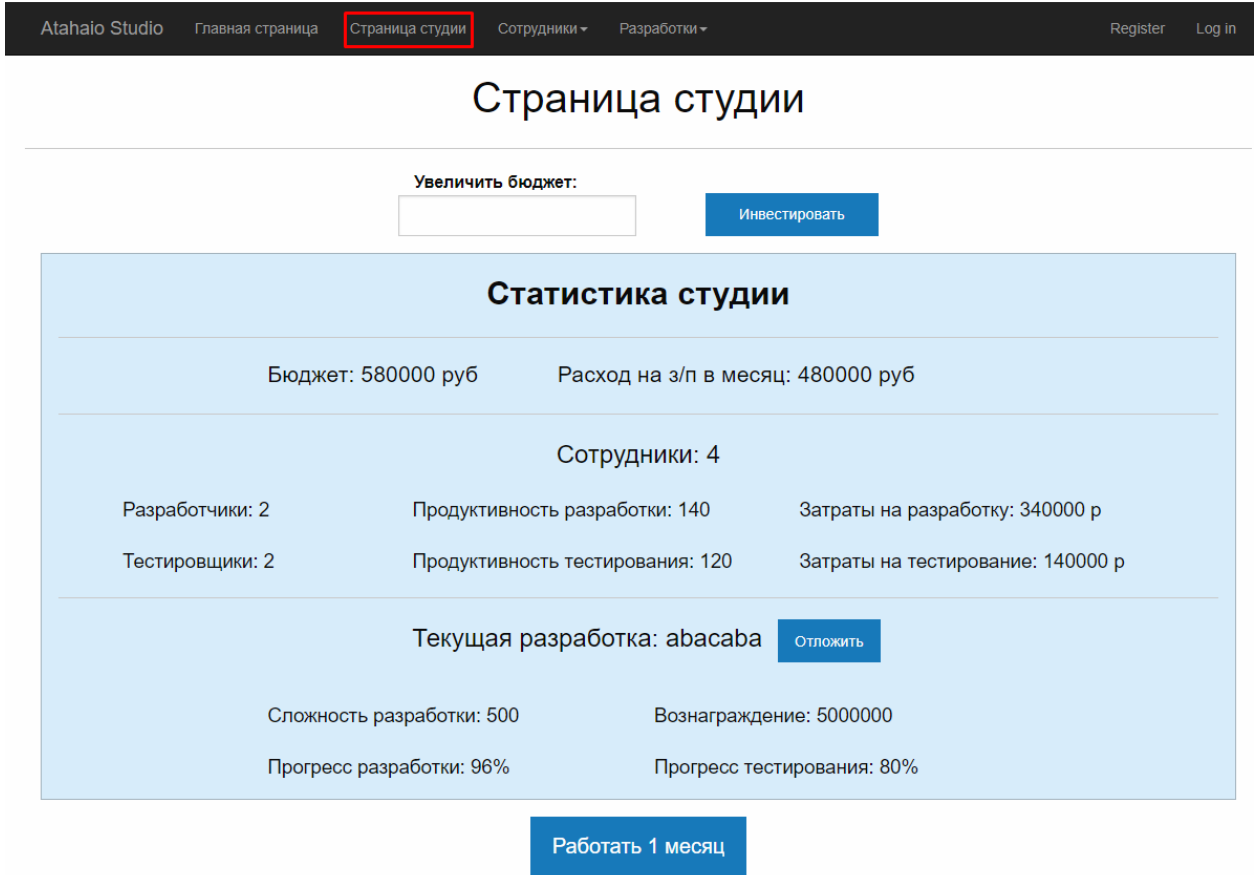 Atahaio Studio Главная страница Страница студии Сотрудники Разработки Register Log in
Страница студии
Увеличить бюджет:
Инвестировать
Статистика студии
Бюджет: 580000 руб Расход на з/п в месяц: 480000 руб
Сотрудники: 4
Разработчики: 2 Продуктивность разработки: 140 Затраты на разработку: 340000 р
Тестировщики: 2 Продуктивность тестирования: 120 Затраты на тестирование: 140000 р
Текущая разработка: abacaba Отложить
Сложность разработки: 500 Вознаграждение: 5000000
Прогресс разработки: 96% Прогресс тестирования: 80%
Работать 1 месяц